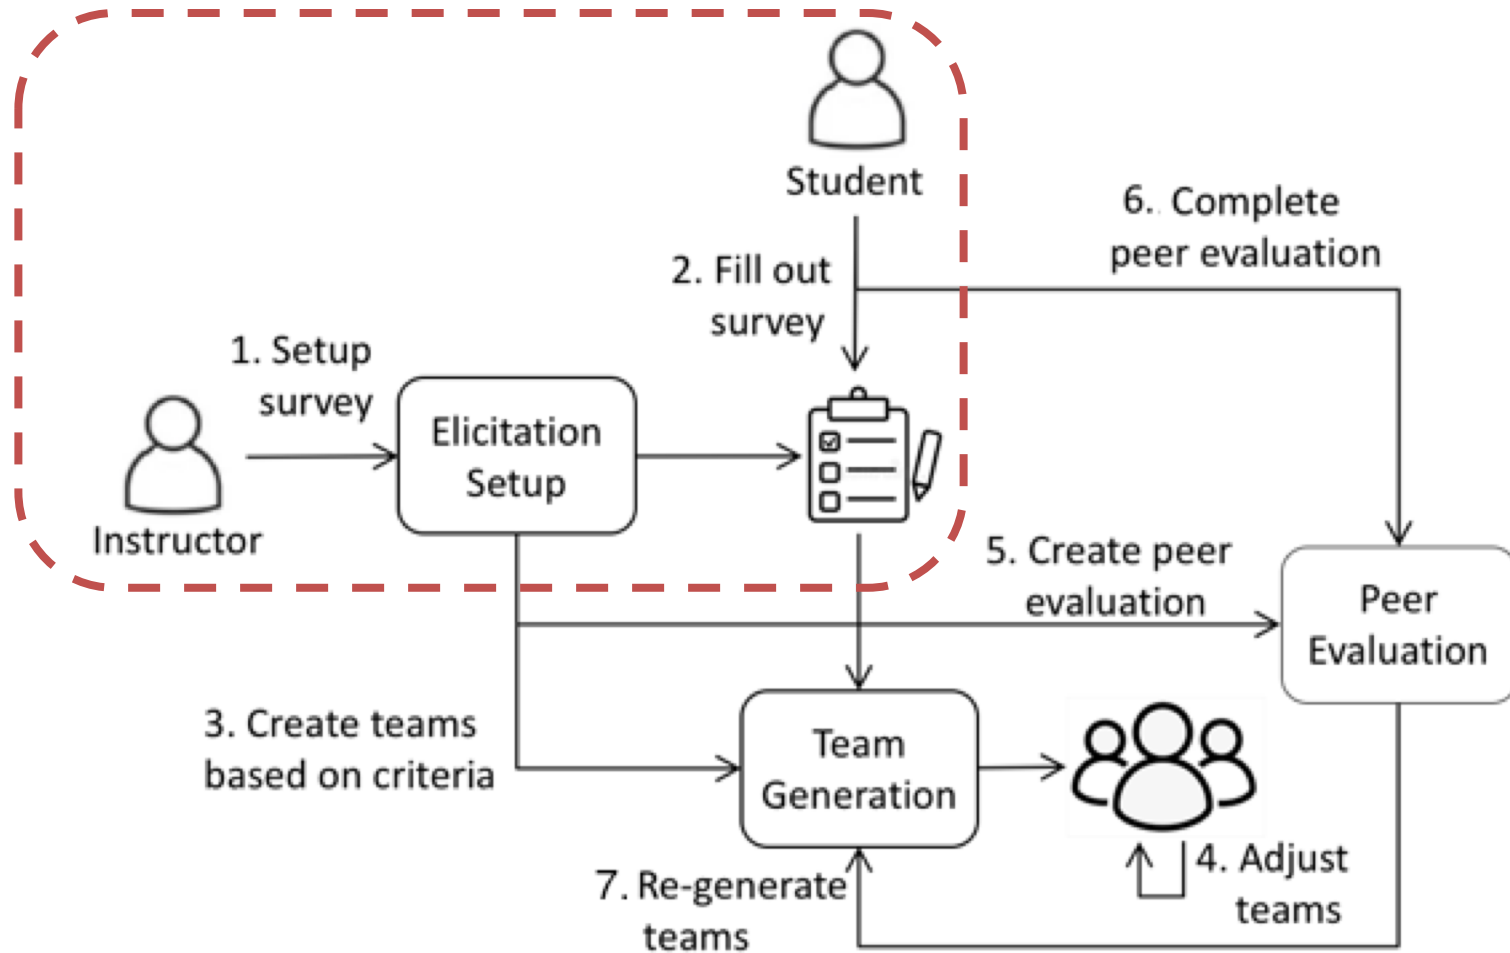 Student
6. Complete
peer evaluation
2. Fill out
survey
1. Setup
survey
Elicitation
Setup
Instructor
5. Create peer
evaluation
Peer
Evaluation
3. Create teams
based on criteria
Team
Generation
4. Adjust
teams
7. Re-generate
teams